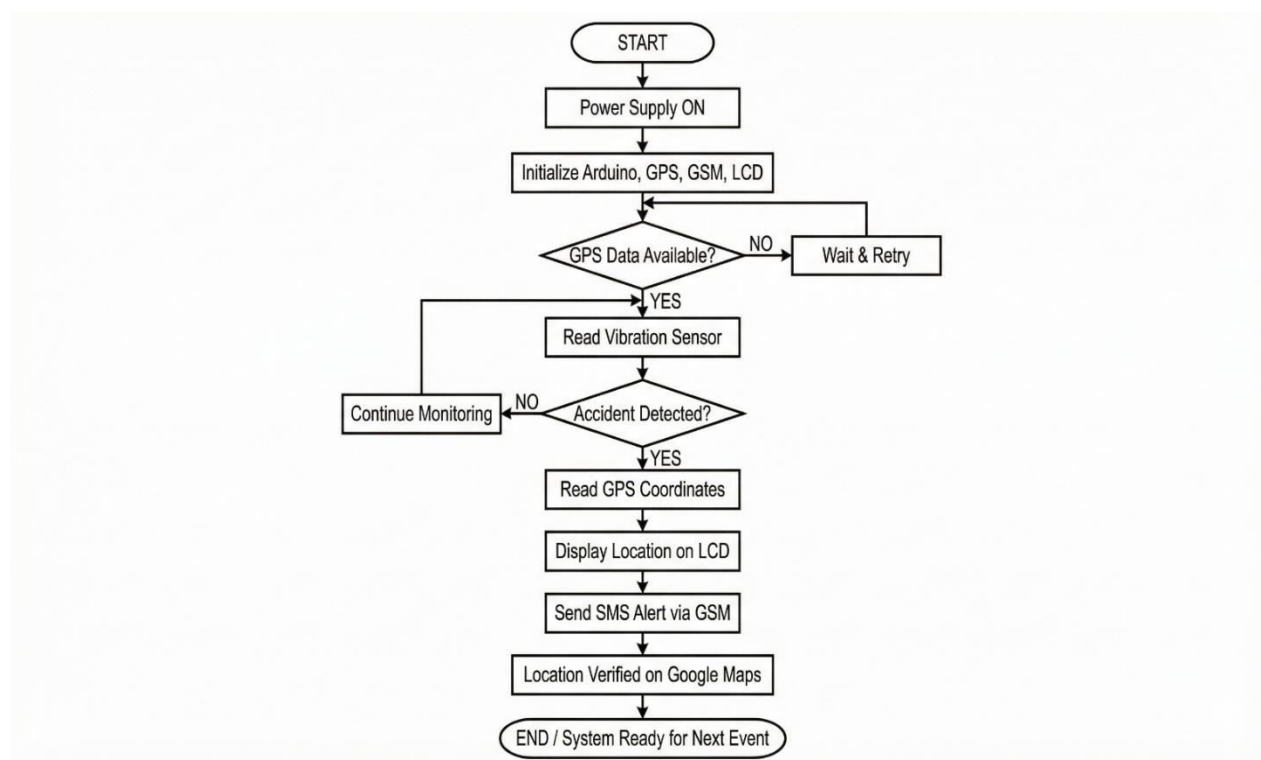 START
Power Supply ON
Initialize Arduino, GPS, GSM, LCD
GPS Data Available?
NO
Wait & Retry
YES
Read Vibration Sensor
Continue Monitoring
NO
Accident Detected?
YES
Read GPS Coordinates
Display Location on LCD
Send SMS Alert via GSM
Location Verified on Google Maps
END / System Ready for Next Event